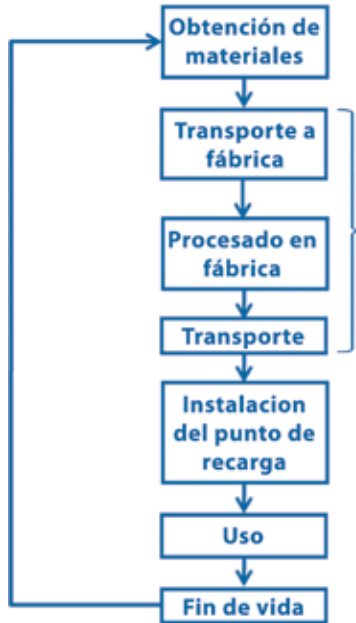 Obtención de
materiales
Transporte a
fábrica
Procesado en
fábrica
Transporte
Instalacion
del punto de
recarga
Uso
Fin de vida